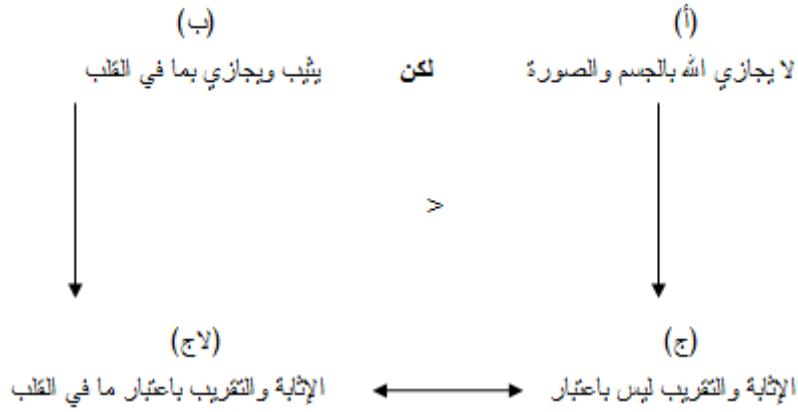 (أ) (ب)
لا يجازي الله بالجسم والصورة لكن يثيب ويجازي بما في القلب
>
(ج) (لاج)
الإثابة والتقريب ليس باعتبار الإثابة والتقريب باعتبار ما في القلب